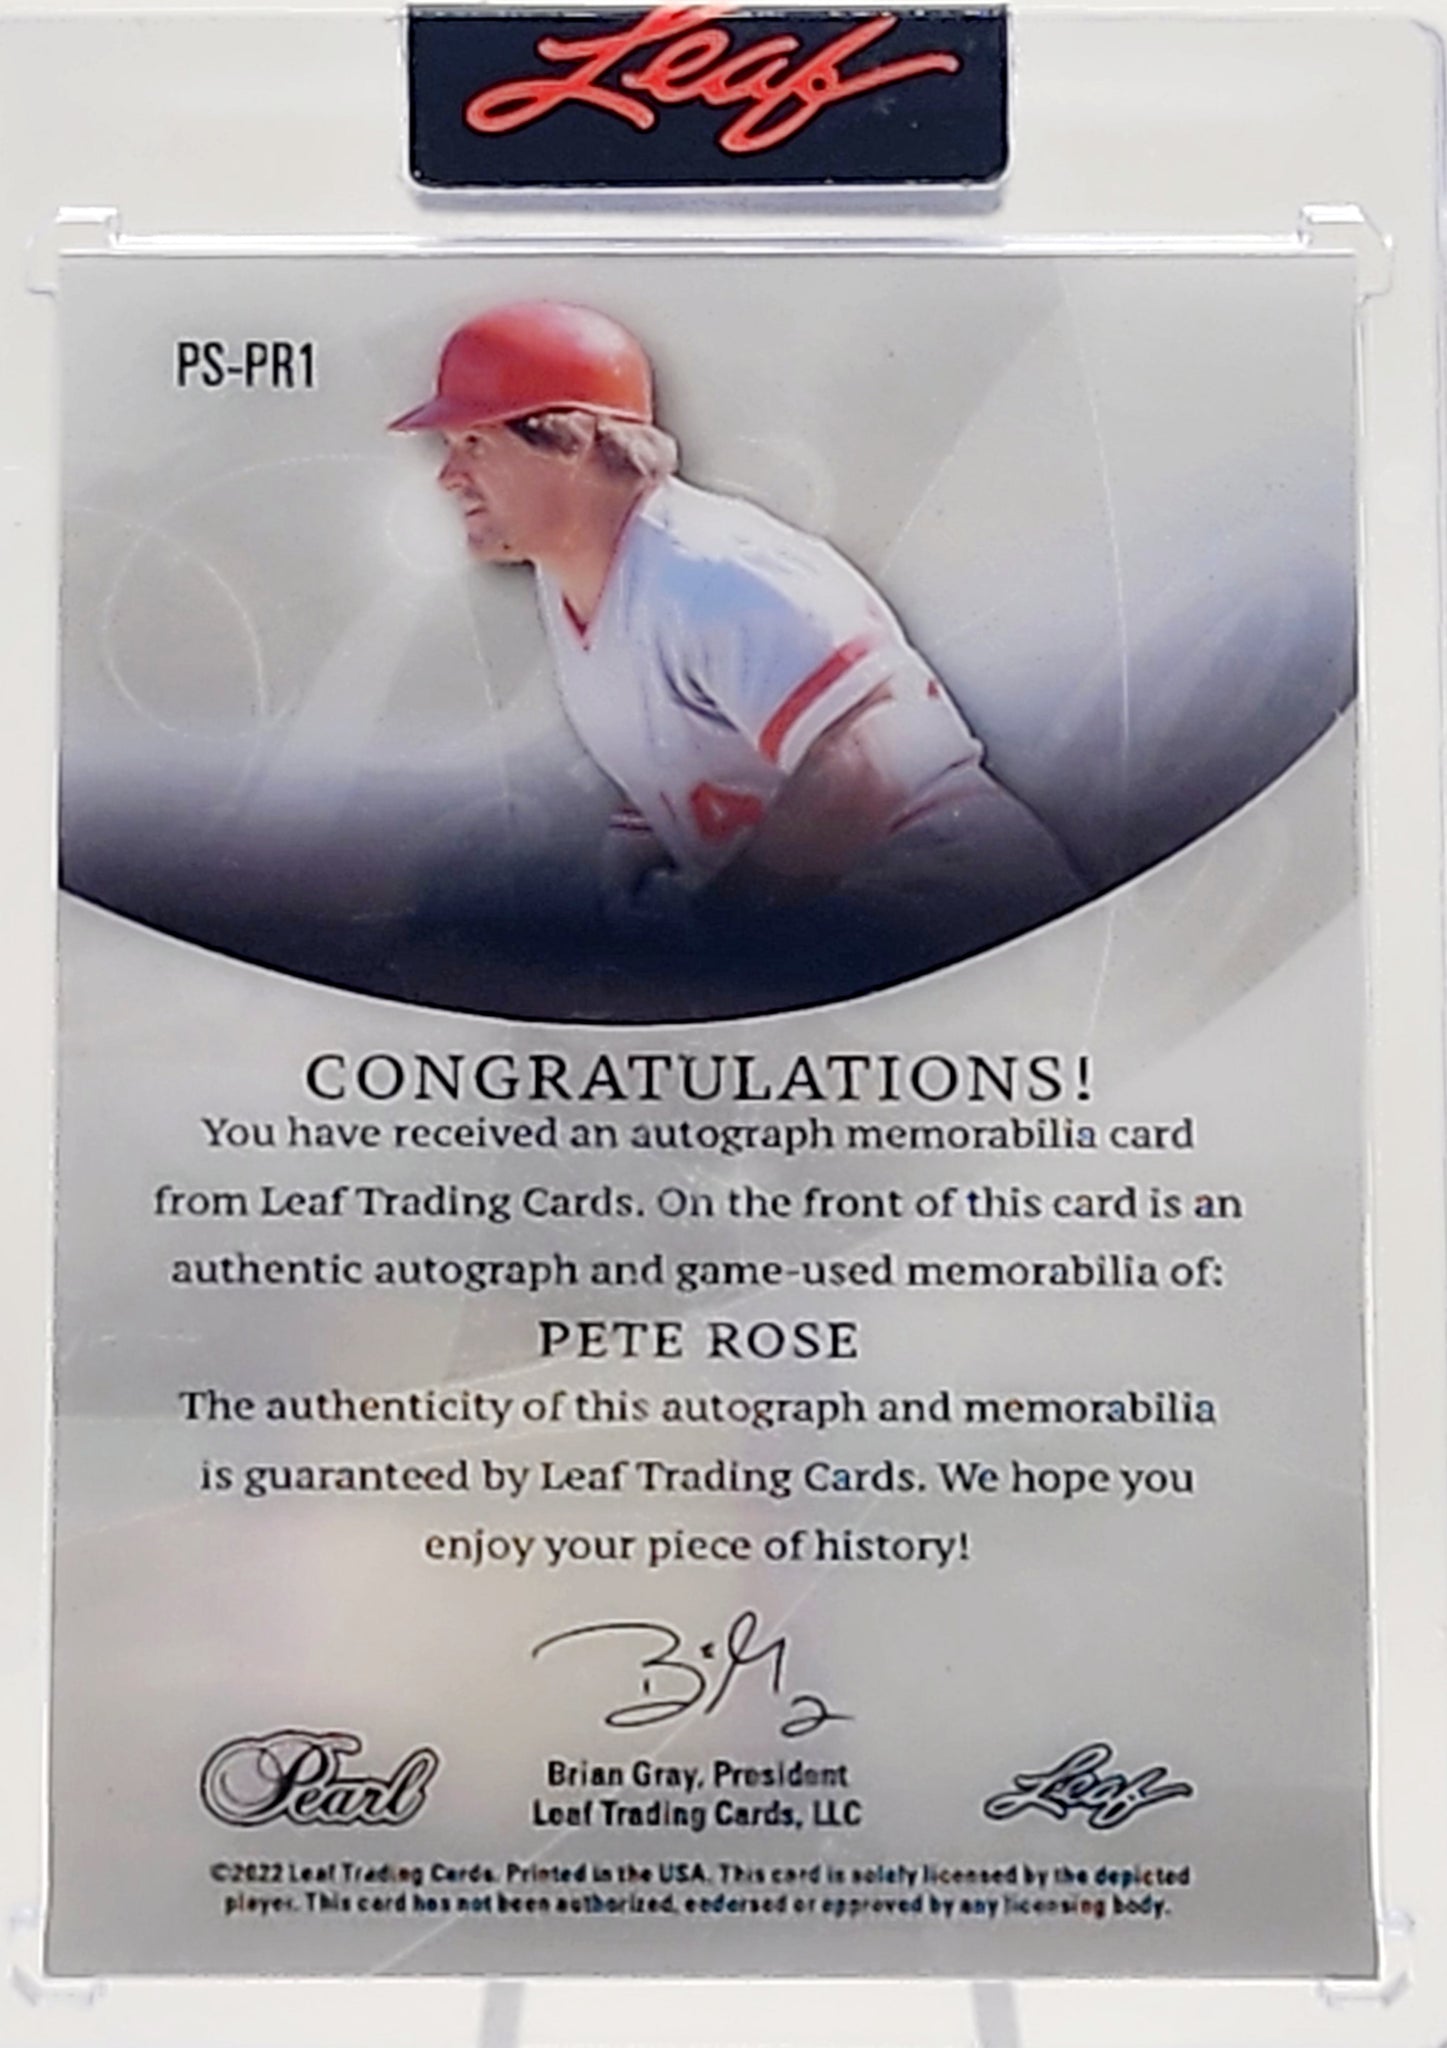 Leaf
PS-PR1
CONGRATULATIONS!
You have received an autograph memorabilia card
from Leaf Trading Cards. On the front of this card is an
authentic autograph and game-used memorabilia of:
PETE ROSE
The authenticity of this autograph and memorabilia
is guaranteed by Leaf Trading Cards. We hope you
enjoy your piece of history!
Pearl
Brian Gray, President
Leaf Trading Cards, LLC
Leaf
©2022 Leaf Trading Cards. Printed in the USA. This card is solely licensed by the depicted
player. This card has not been authorized, endorsed or approved by any licensing body.